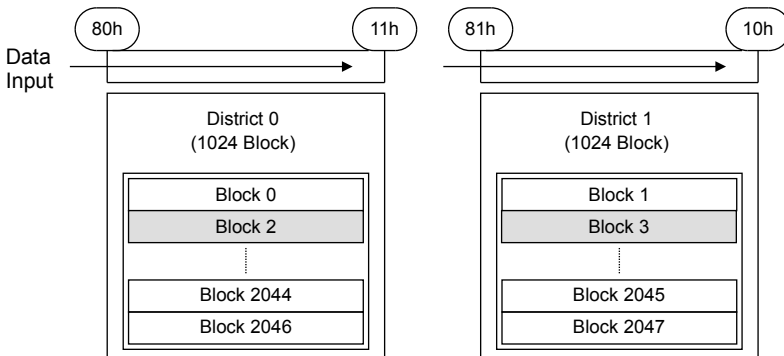 80h
11h
81h
10h
Data
Input
District 0
(1024 Block)
District 1
(1024 Block)
Block 0
Block 2
Block 2044
Block 2046
Block 1
Block 3
Block 2045
Block 2047